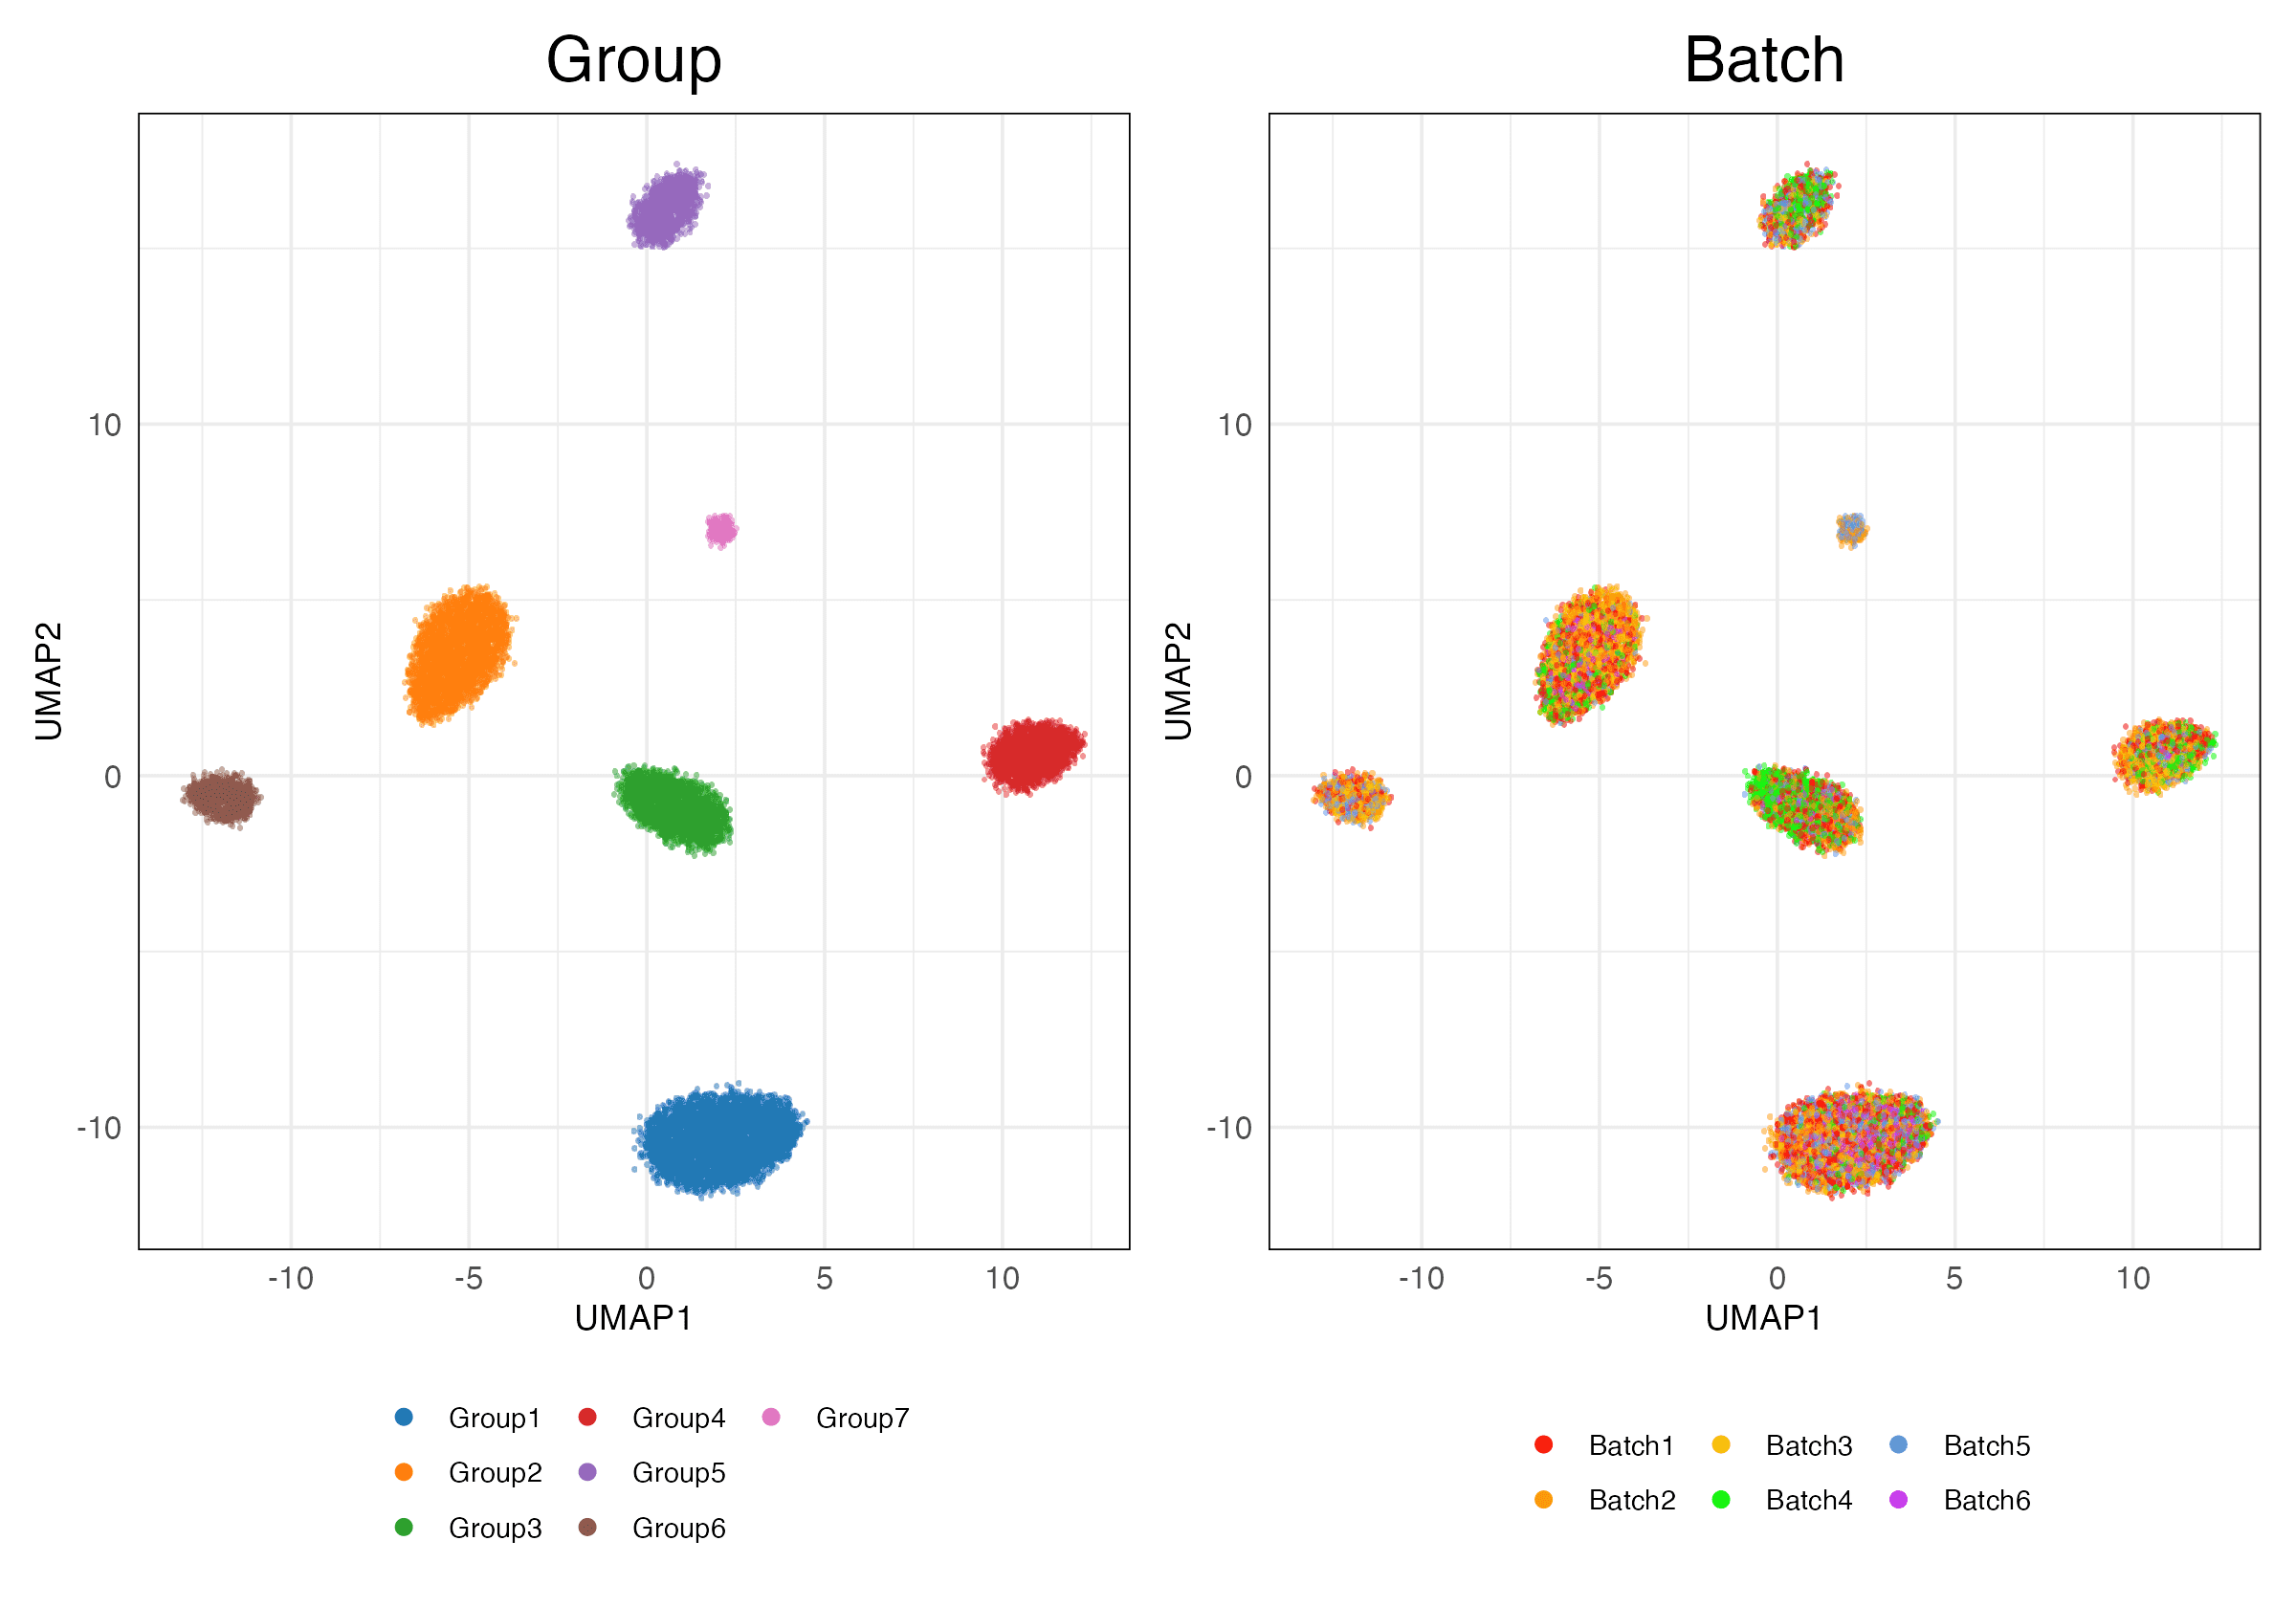 Group
Batch
10
0
-10
UMAP2
-10 -5 0 5 10
UMAP1
10
0
-10
UMAP2
-10 -5 0 5 10
UMAP1
Group1 Group4 Group7
Group2 Group5
Group3 Group6
Batch1 Batch3 Batch5
Batch2 Batch4 Batch6